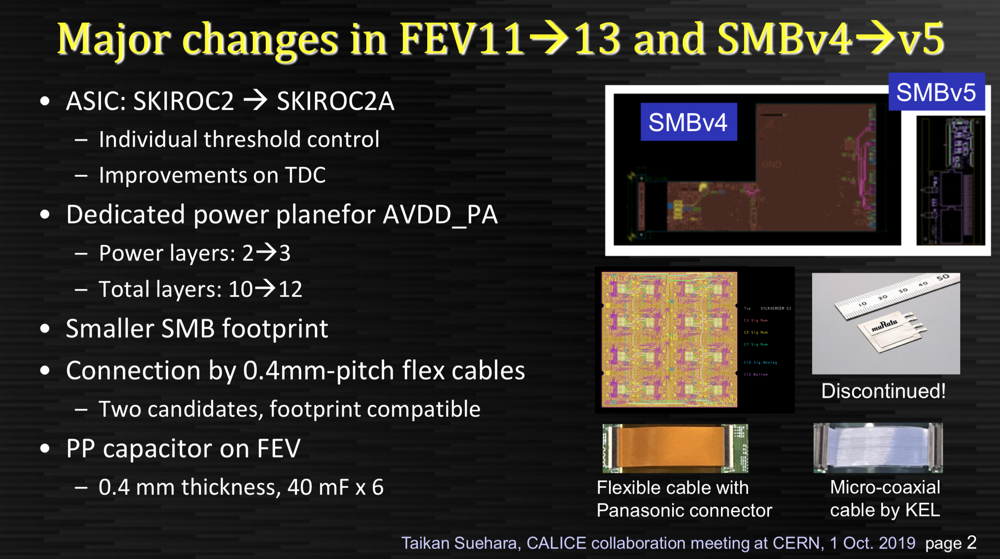 Major changes in FEV11→13 and SMBv4→v5
• ASIC: SKIROC2 → SKIROC2A
– Individual threshold control
– Improvements on TDC
• Dedicated power planefor AVDD_PA
– Power layers: 2→3
– Total layers: 10→12
• Smaller SMB footprint
• Connection by 0.4mm-pitch flex cables
– Two candidates, footprint compatible
• PP capacitor on FEV
– 0.4 mm thickness, 40 mF x 6
SMBv5
SMBv4
GND
GND
GND
GND
Top SILKSCREEN C1
C3 Sig Num
C5 Sig Num
C7 Sig Num
C10 Sig Analog
C12 Bottom
10 20 30 40 50
muRata
Discontinued!
Flexible cable with
Panasonic connector
Micro-coaxial
cable by KEL
Taikan Suehara, CALICE collaboration meeting at CERN, 1 Oct. 2019 page 2